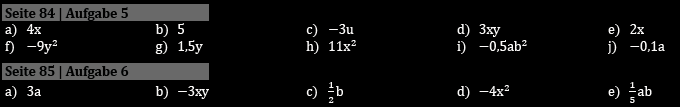 Seite 84 | Aufgabe 5
a) 4x b) 5 c) −3u d) 3xy e) 2x
f) −9y² g) 1,5y h) 11x² i) −0,5ab² j) −0,1a
Seite 85 | Aufgabe 6
a) 3a b) −3xy c) ½b d) −4x² e) ⅕ab